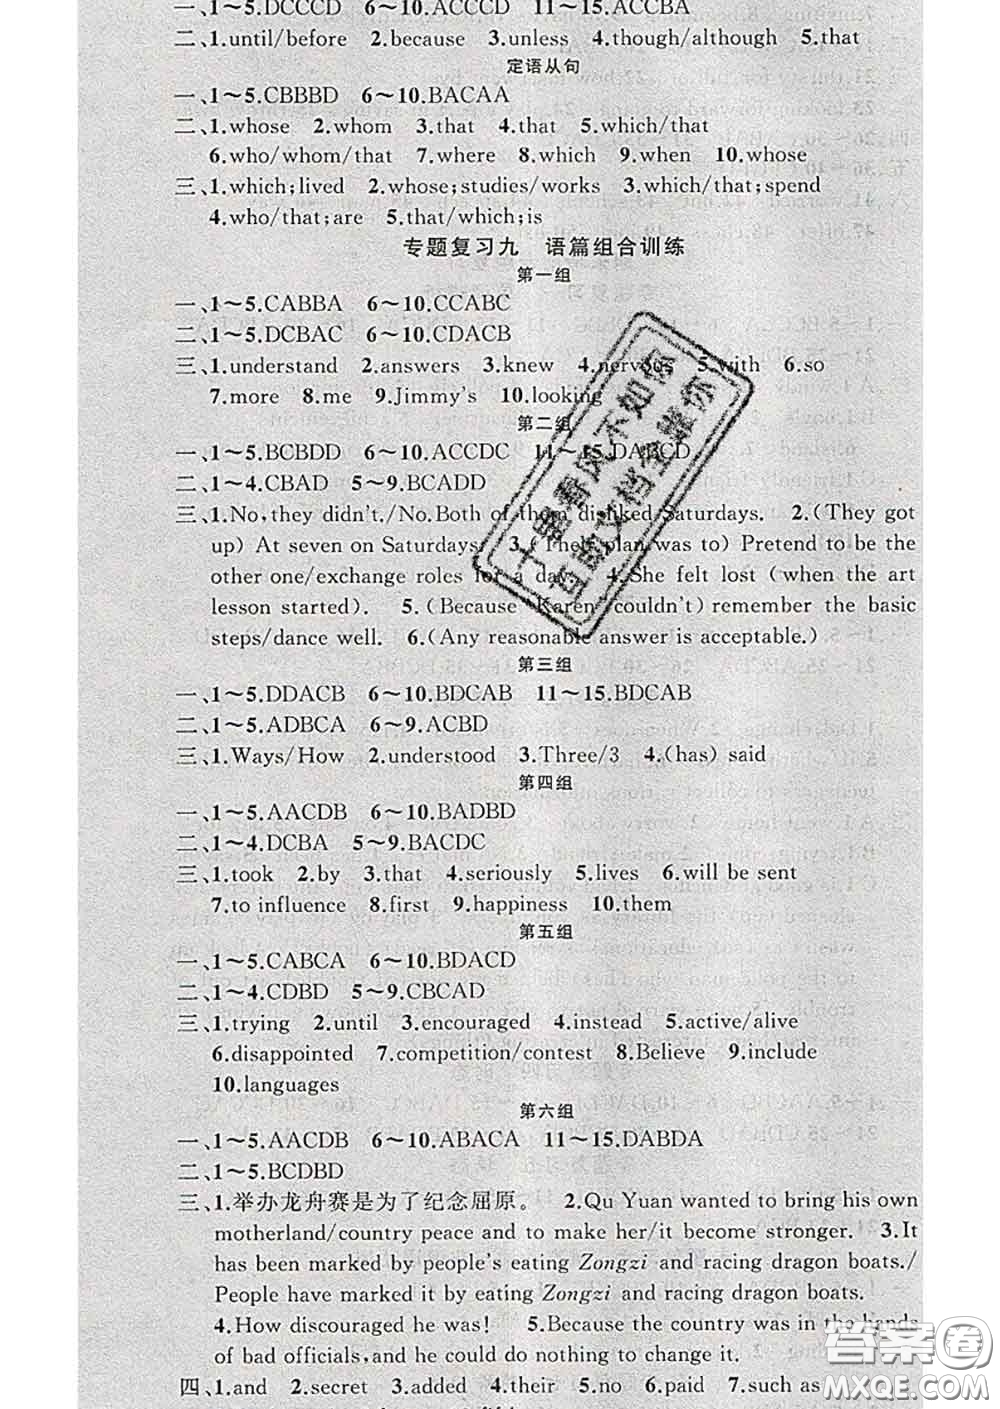 一、1～5.DCCCD 6～10.ACCCD 11～15.ACCBA
二、1.until/before 2.because 3.unless 4.though/although 5.that
定语从句
一、1～5.CBBBD 6～10.BACAA
二、1.whose 2.whom 3.that 4.that 5.which/that
6.who/whom/that 7.where 8.which 9.when 10.whose
三、1.which;lived 2.whose;studies/works 3.which/that;spend
4.who/that;are 5.that/which;is
专题复习九 语篇组合训练
第一组
一、1～5.CABBA 6～10.CCABC
二、1～5.DCBAC 6～10.CDACB
三、1.understand 2.answers 3.knew 4.nervous 5.with 6.so
7.more 8.me 9.Jimmy's 10.looking
第二组
一、1～5.BCBDD 6～10.ACCDC 11～15.DABCD
二、1～4.CBAD 5～9.BCADD
三、1.No, they didn't./No. Both of them disliked Saturdays. 2.(They got
up) At seven on Saturdays. 3.(Their plan was to) Pretend to be the
other one/exchange roles for a day. 4.She felt lost (when the art
lesson started). 5.(Because "Karen" couldn't) remember the basic
steps/dance well. 6.(Any reasonable answer is acceptable.)
第三组
一、1～5.DDACB 6～10.BDCAB 11～15.BDCAB
二、1～5.ADBCA 6～9.ACBD
三、1.Ways/How 2.understood 3.Three/3 4.(has) said
第四组
一、1～5.AACDB 6～10.BADBD
二、1～4.DCBA 5～9.BACDC
三、1.took 2.by 3.that 4.seriously 5.lives 6.will be sent
7.to influence 8.first 9.happiness 10.them
第五组
一、1～5.CABCA 6～10.BDACD
二、1～4.CDBD 5～9.CBCAD
三、1.trying 2.until 3.encouraged 4.instead 5.active/alive
6.disappointed 7.competition/contest 8.Believe 9.include
10.languages
第六组
一、1～5.AACDB 6～10.ABACA 11～15.DABDA
二、1～5.BCDBD
三、1.举办龙舟赛是为了纪念屈原。 2.Qu Yuan wanted to bring his own
motherland/country peace and to make her/it become stronger. 3.It
has been marked by people's eating Zongzi and racing dragon boats./
People have marked it by eating Zongzi and racing dragon boats.
4.How discouraged he was! 5.Because the country was in the hands
of bad officials, and he could do nothing to change it.
四、1.and 2.secret 3.added 4.their 5.no 6.paid 7.such as
十里春风不如你
互助文档全靠你
答案圈
MXQE.COM